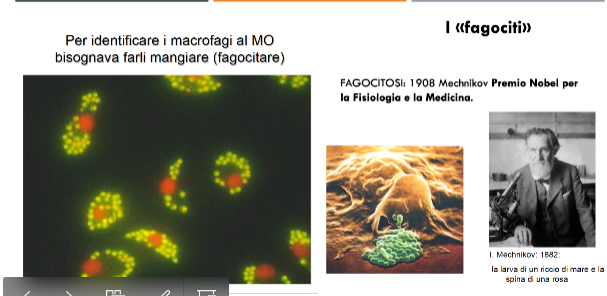 Per identificare i macrofagi al MO
bisognava farli mangiare (fagocitare)
I «fagociti»
FAGOCITOSI: 1908 Mechnikov Premio Nobel per
la Fisiologia e la Medicina.
I. Mechnikov: 1882:
la larva di un riccio di mare e la
spina di una rosa